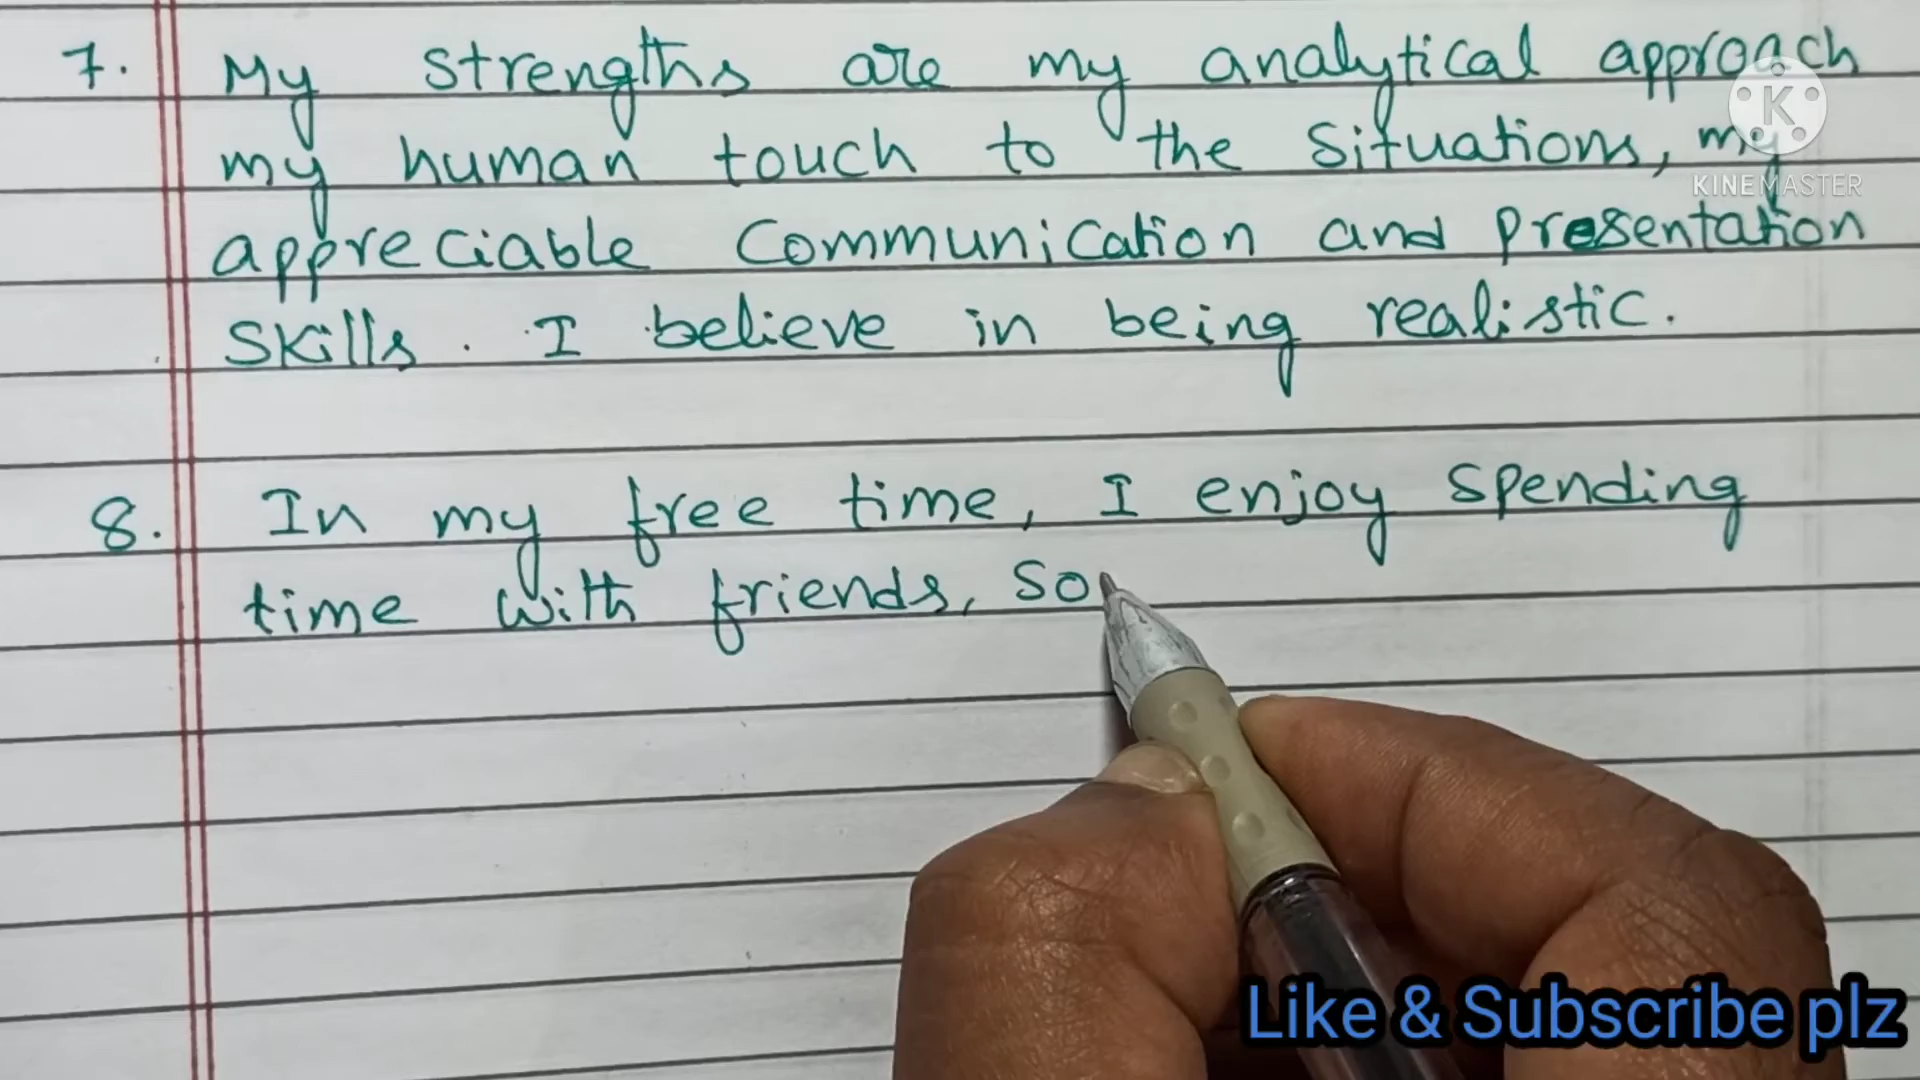 7. My strengths are my analytical approach
my human touch to the situations, my
KINEMASTER
appreciable communication and presentation
skills. I believe in being realistic.
8. In my free time, I enjoy spending
time with friends, so
Like & Subscribe plz